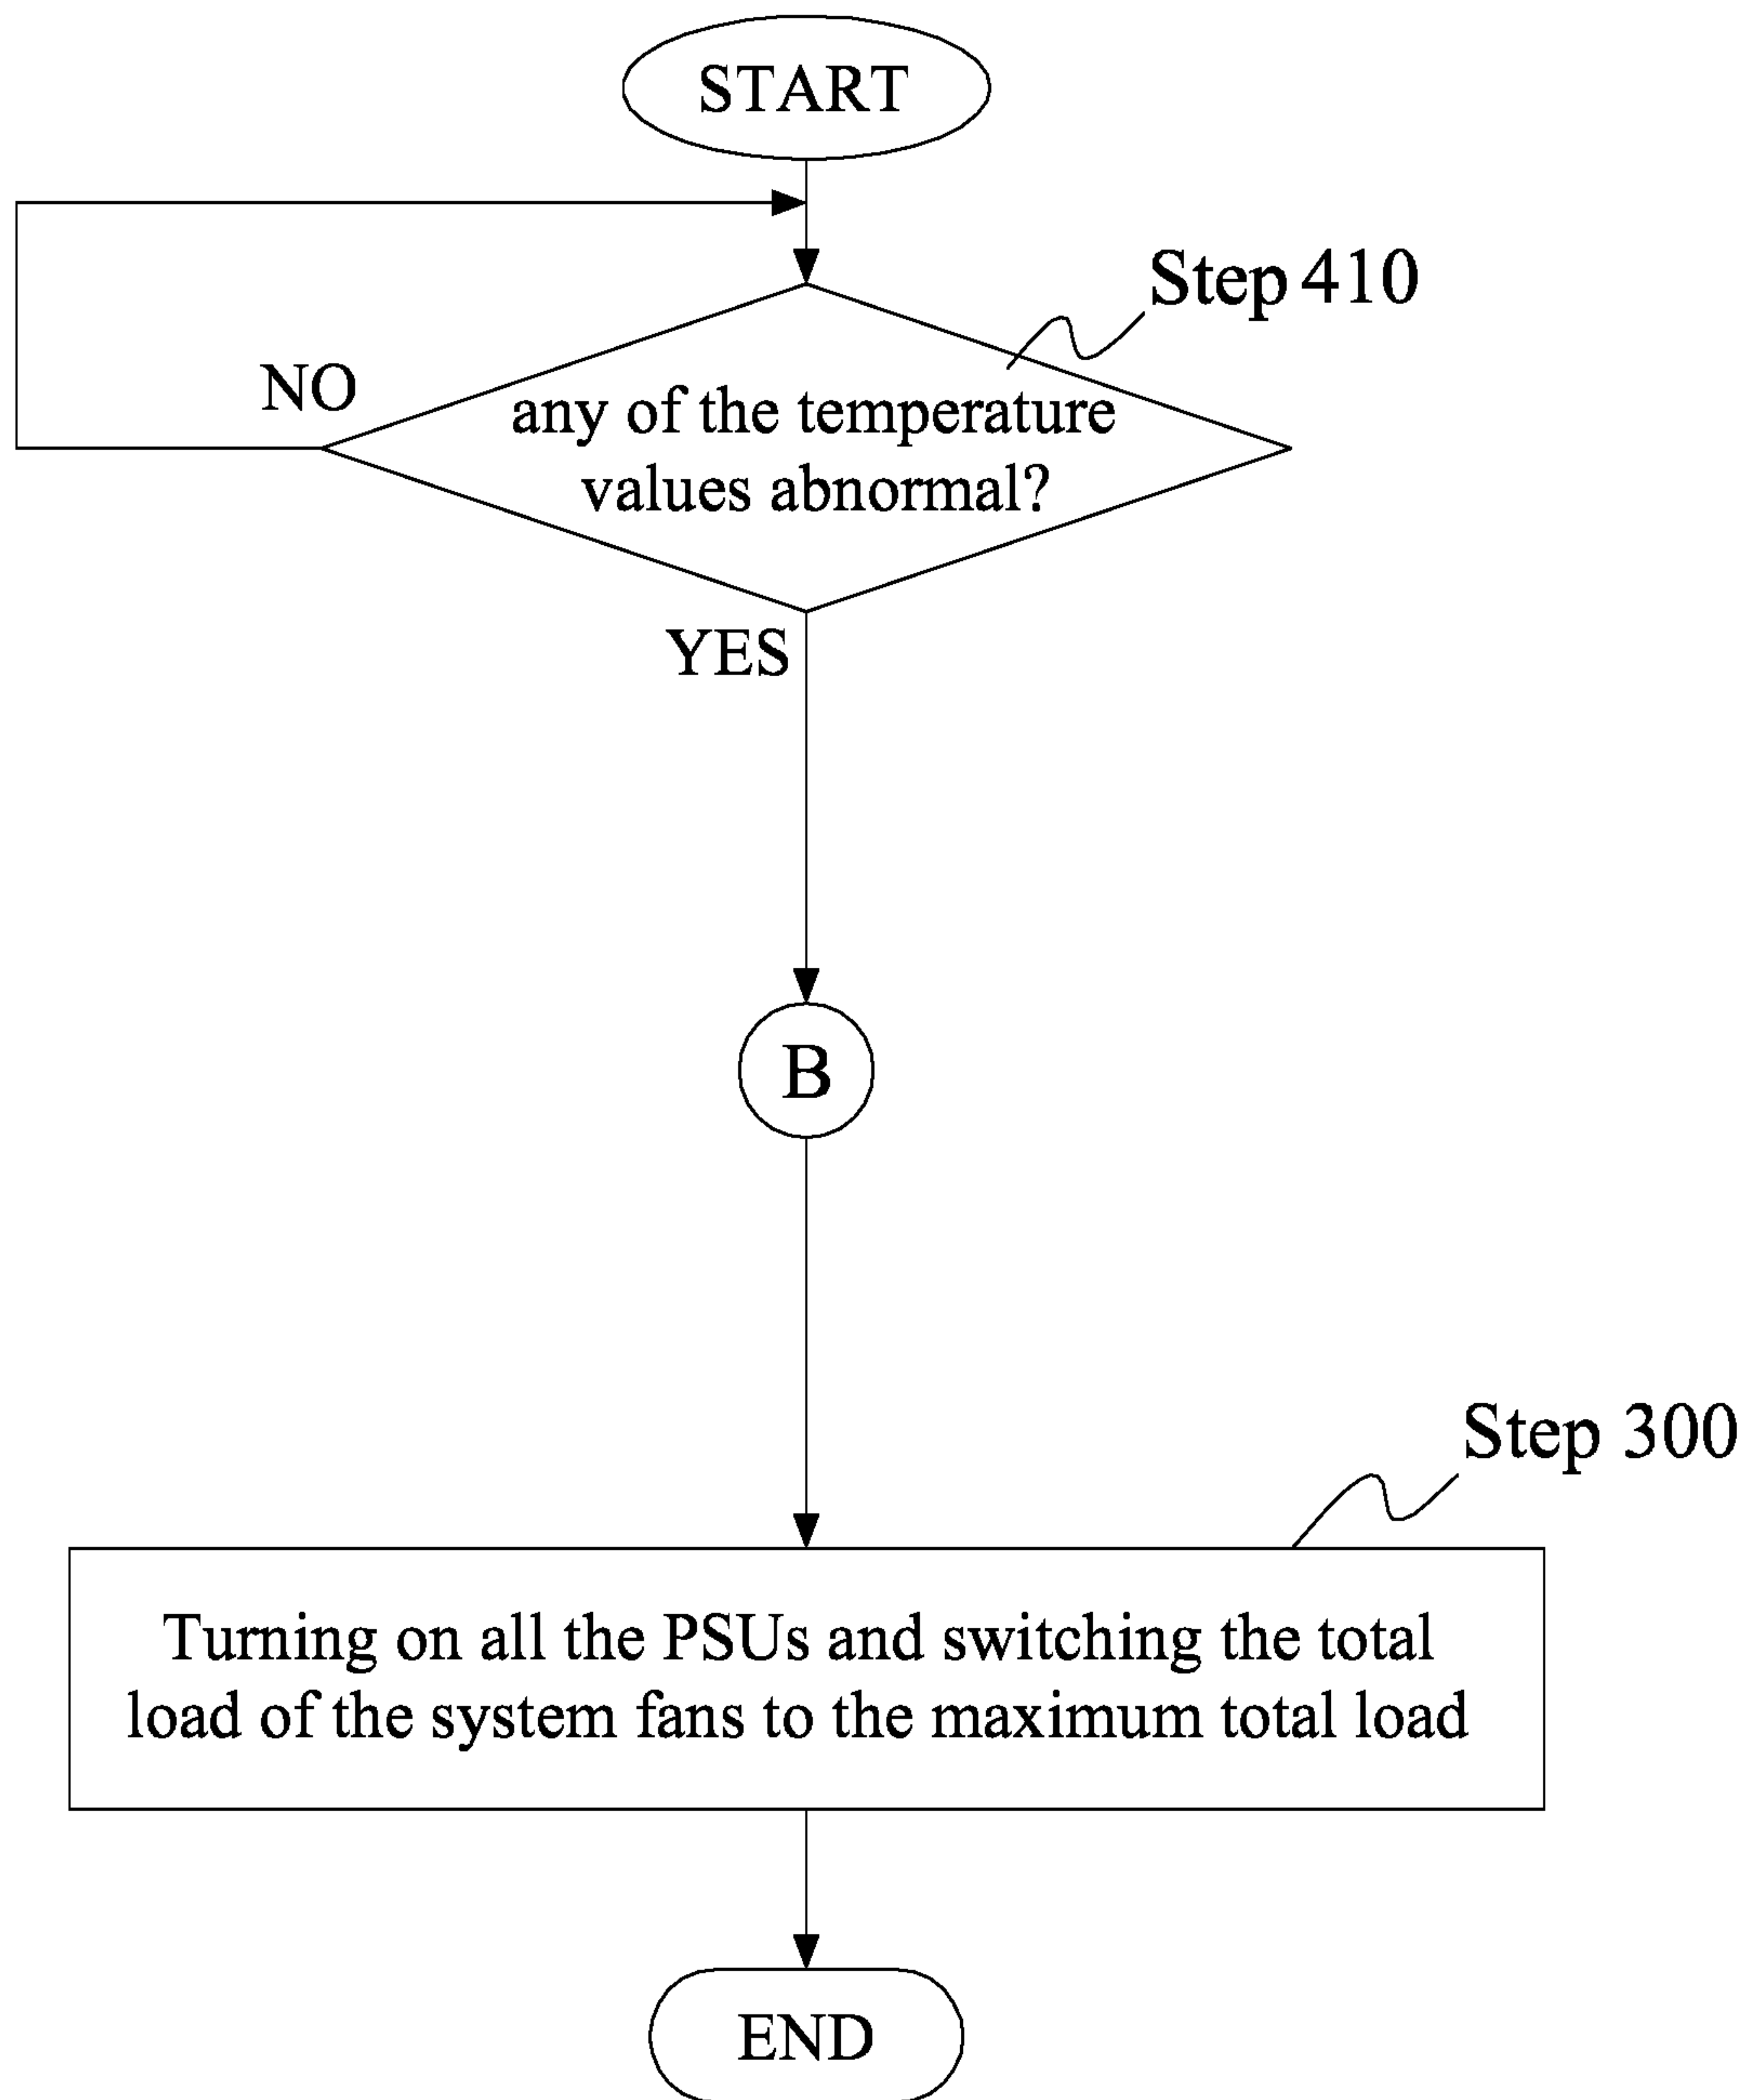 START
Step 410
NO
any of the temperature
values abnormal?
YES
B
Step 300
Turning on all the PSUs and switching the total
load of the system fans to the maximum total load
END